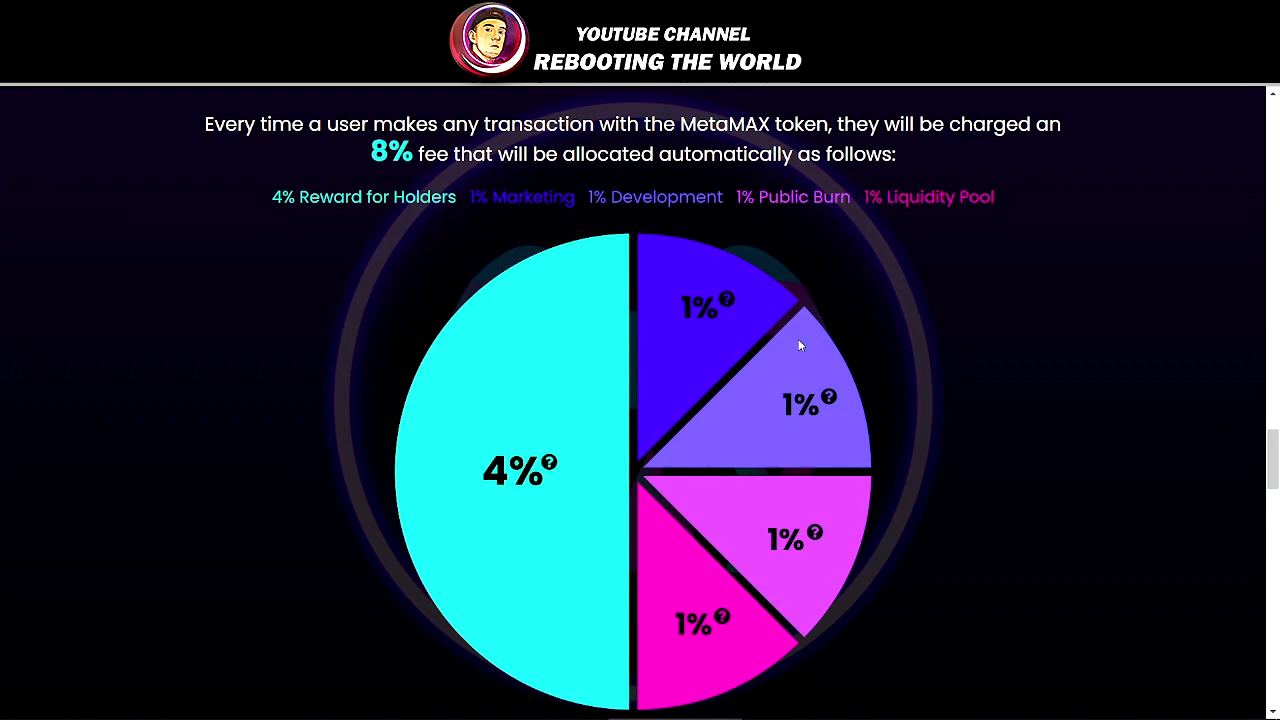 YOUTUBE CHANNEL
REBOOTING THE WORLD
Every time a user makes any transaction with the MetaMAX token, they will be charged an
8% fee that will be allocated automatically as follows:
4% Reward for Holders 1% Marketing 1% Development 1% Public Burn 1% Liquidity Pool
1% ?
1% ?
4% ?
1% ?
1% ?